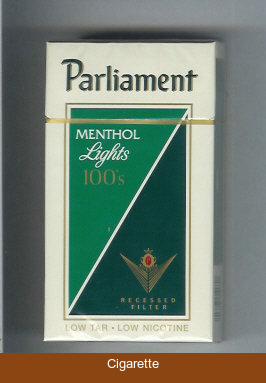 Parliament
MENTHOL
Lights
100's
RECESSED
FILTER
LOW TAR • LOW NICOTINE
Cigarette